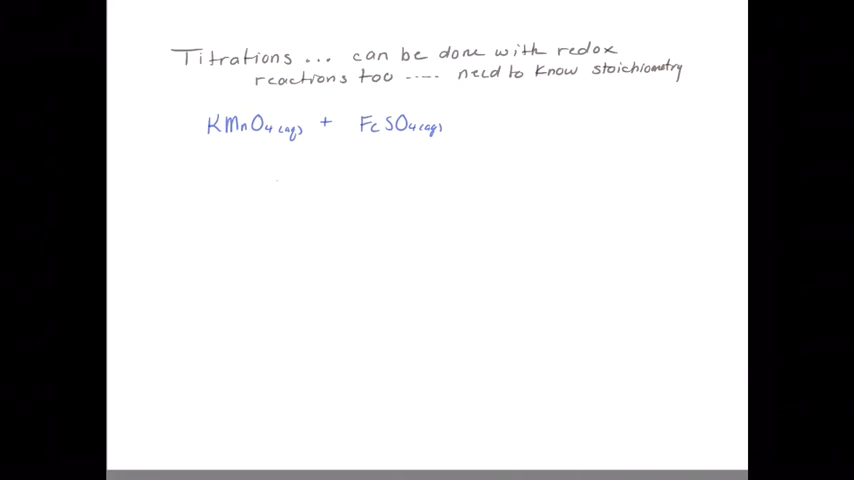 Titrations ... can be done with redox
reactions too ..... need to know stoichiometry
KMnO4 (aq) + FeSO4 (aq)